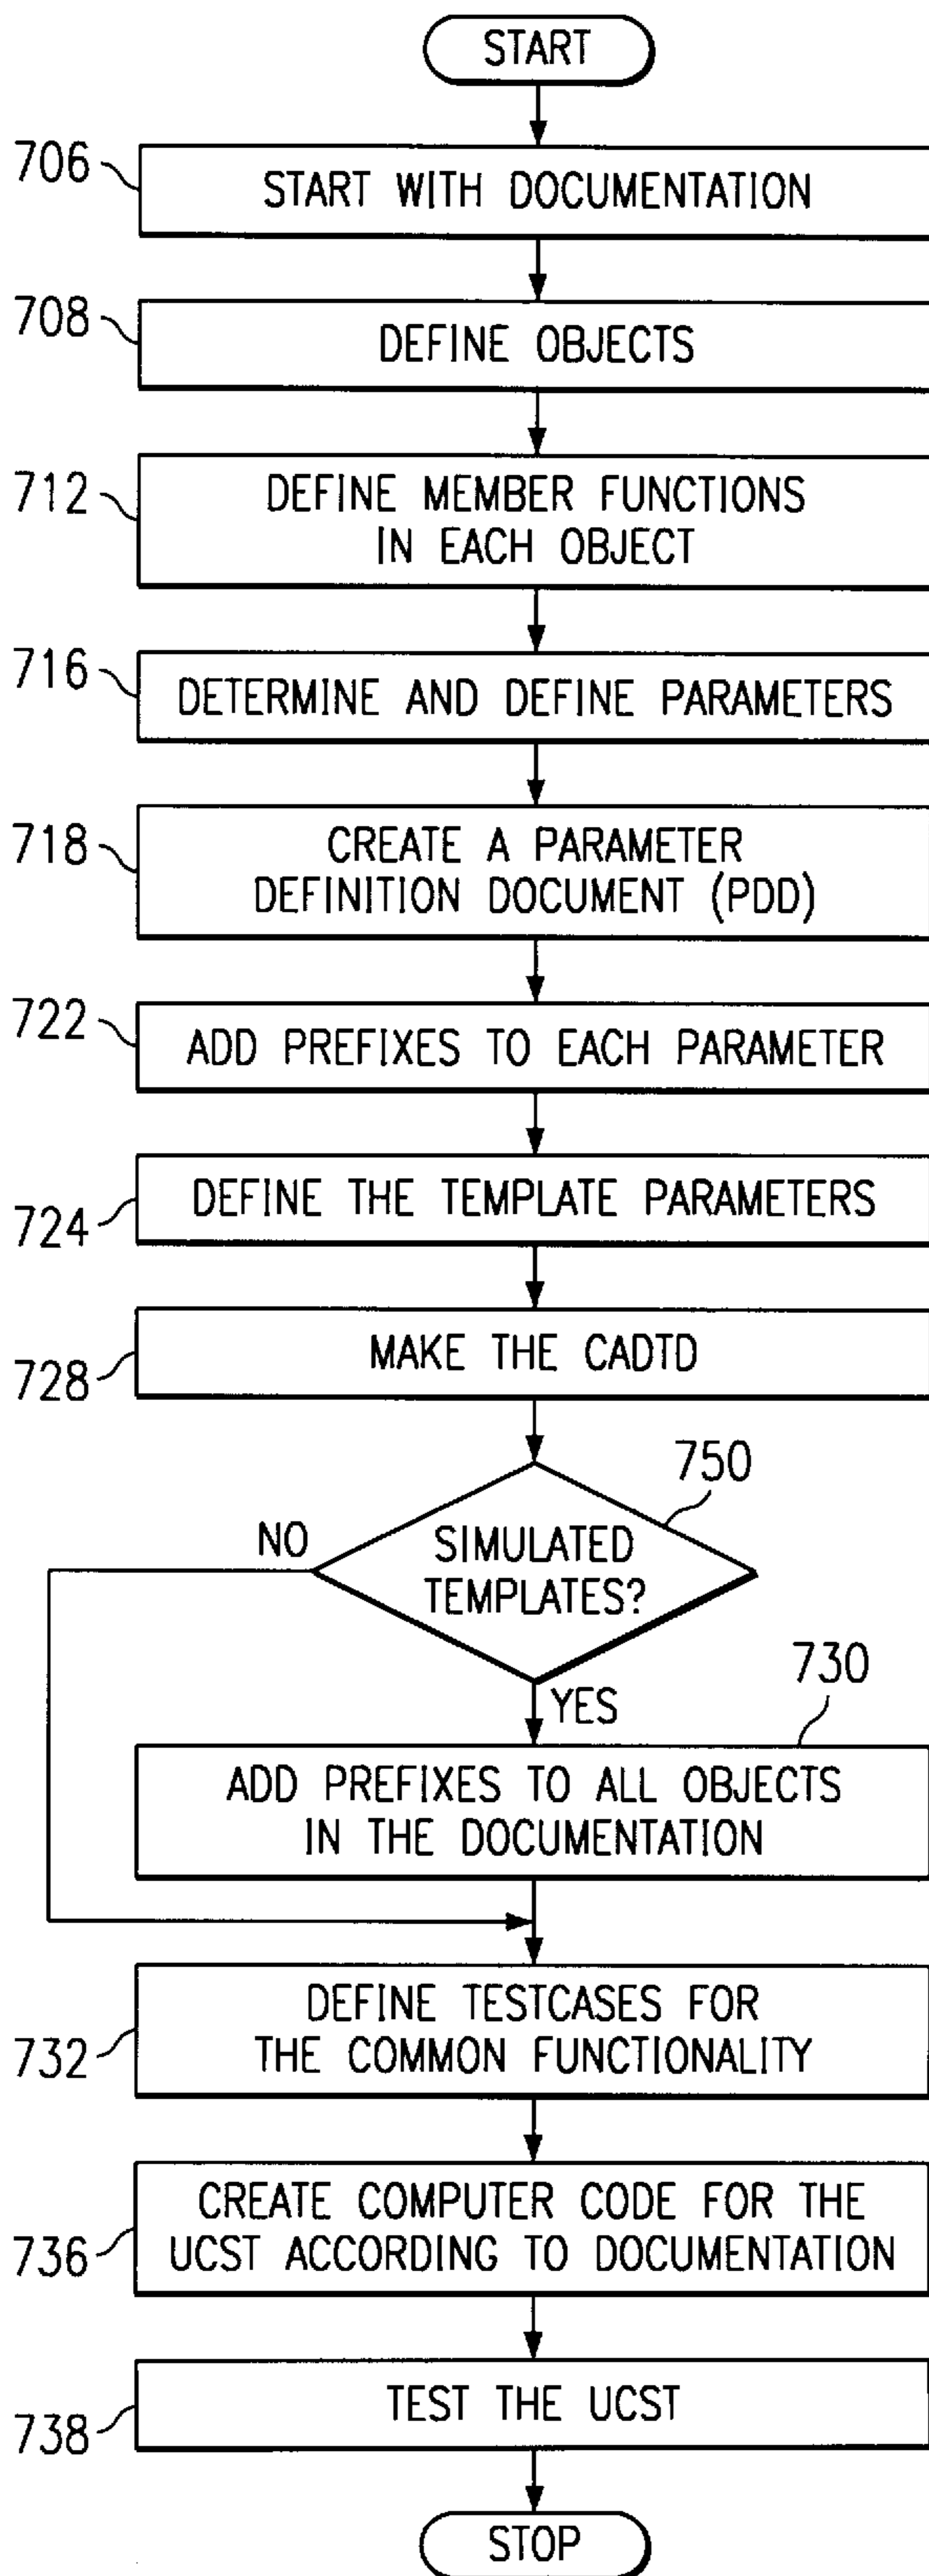 START
706
START WITH DOCUMENTATION
708
DEFINE OBJECTS
712
DEFINE MEMBER FUNCTIONS
IN EACH OBJECT
716
DETERMINE AND DEFINE PARAMETERS
718
CREATE A PARAMETER
DEFINITION DOCUMENT (PDD)
722
ADD PREFIXES TO EACH PARAMETER
724
DEFINE THE TEMPLATE PARAMETERS
728
MAKE THE CADTD
750
NO
SIMULATED
TEMPLATES?
YES
730
ADD PREFIXES TO ALL OBJECTS
IN THE DOCUMENTATION
732
DEFINE TESTCASES FOR
THE COMMON FUNCTIONALITY
736
CREATE COMPUTER CODE FOR THE
UCST ACCORDING TO DOCUMENTATION
738
TEST THE UCST
STOP